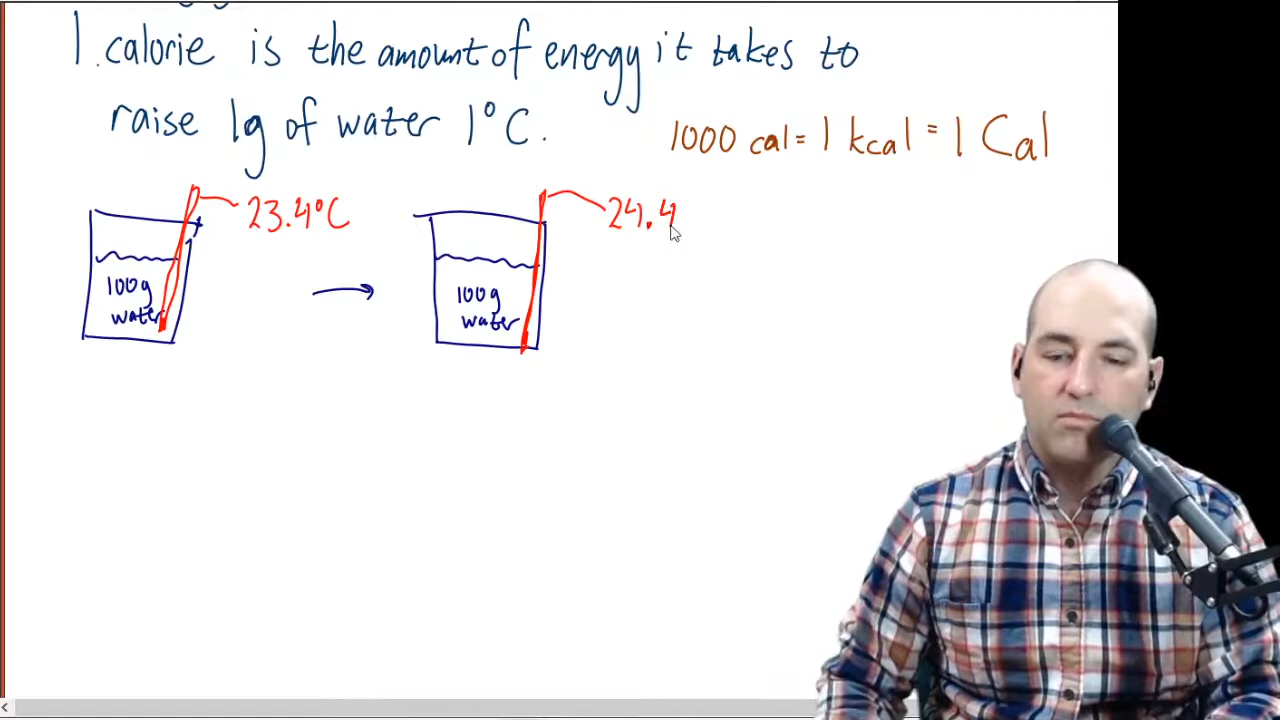 1 calorie is the amount of energy it takes to
raise 1g of water 1°C.
1000 cal = 1 kcal = 1 Cal
23.4°C
24.4
100g
water
100g
water